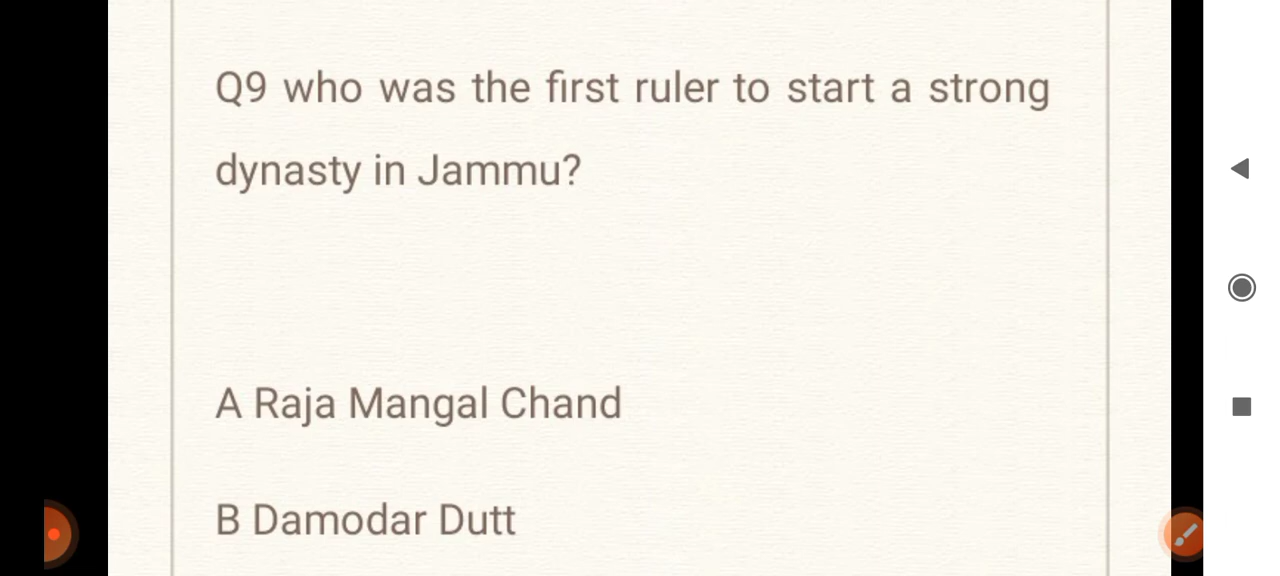 Q9 who was the first ruler to start a strong
dynasty in Jammu?
A Raja Mangal Chand
B Damodar Dutt